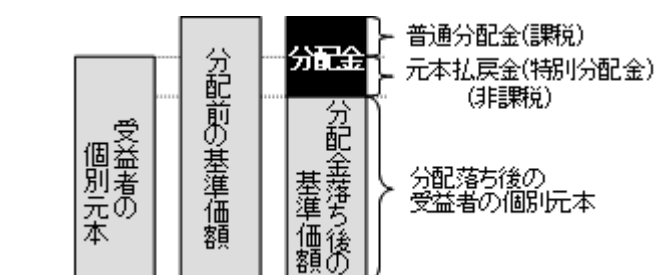 受益者の
個別元本
分配前の基準価額
分配金
分配金落ち後の
基準価額
普通分配金(課税)
元本払戻金(特別分配金)
(非課税)
分配落ち後の
受益者の個別元本